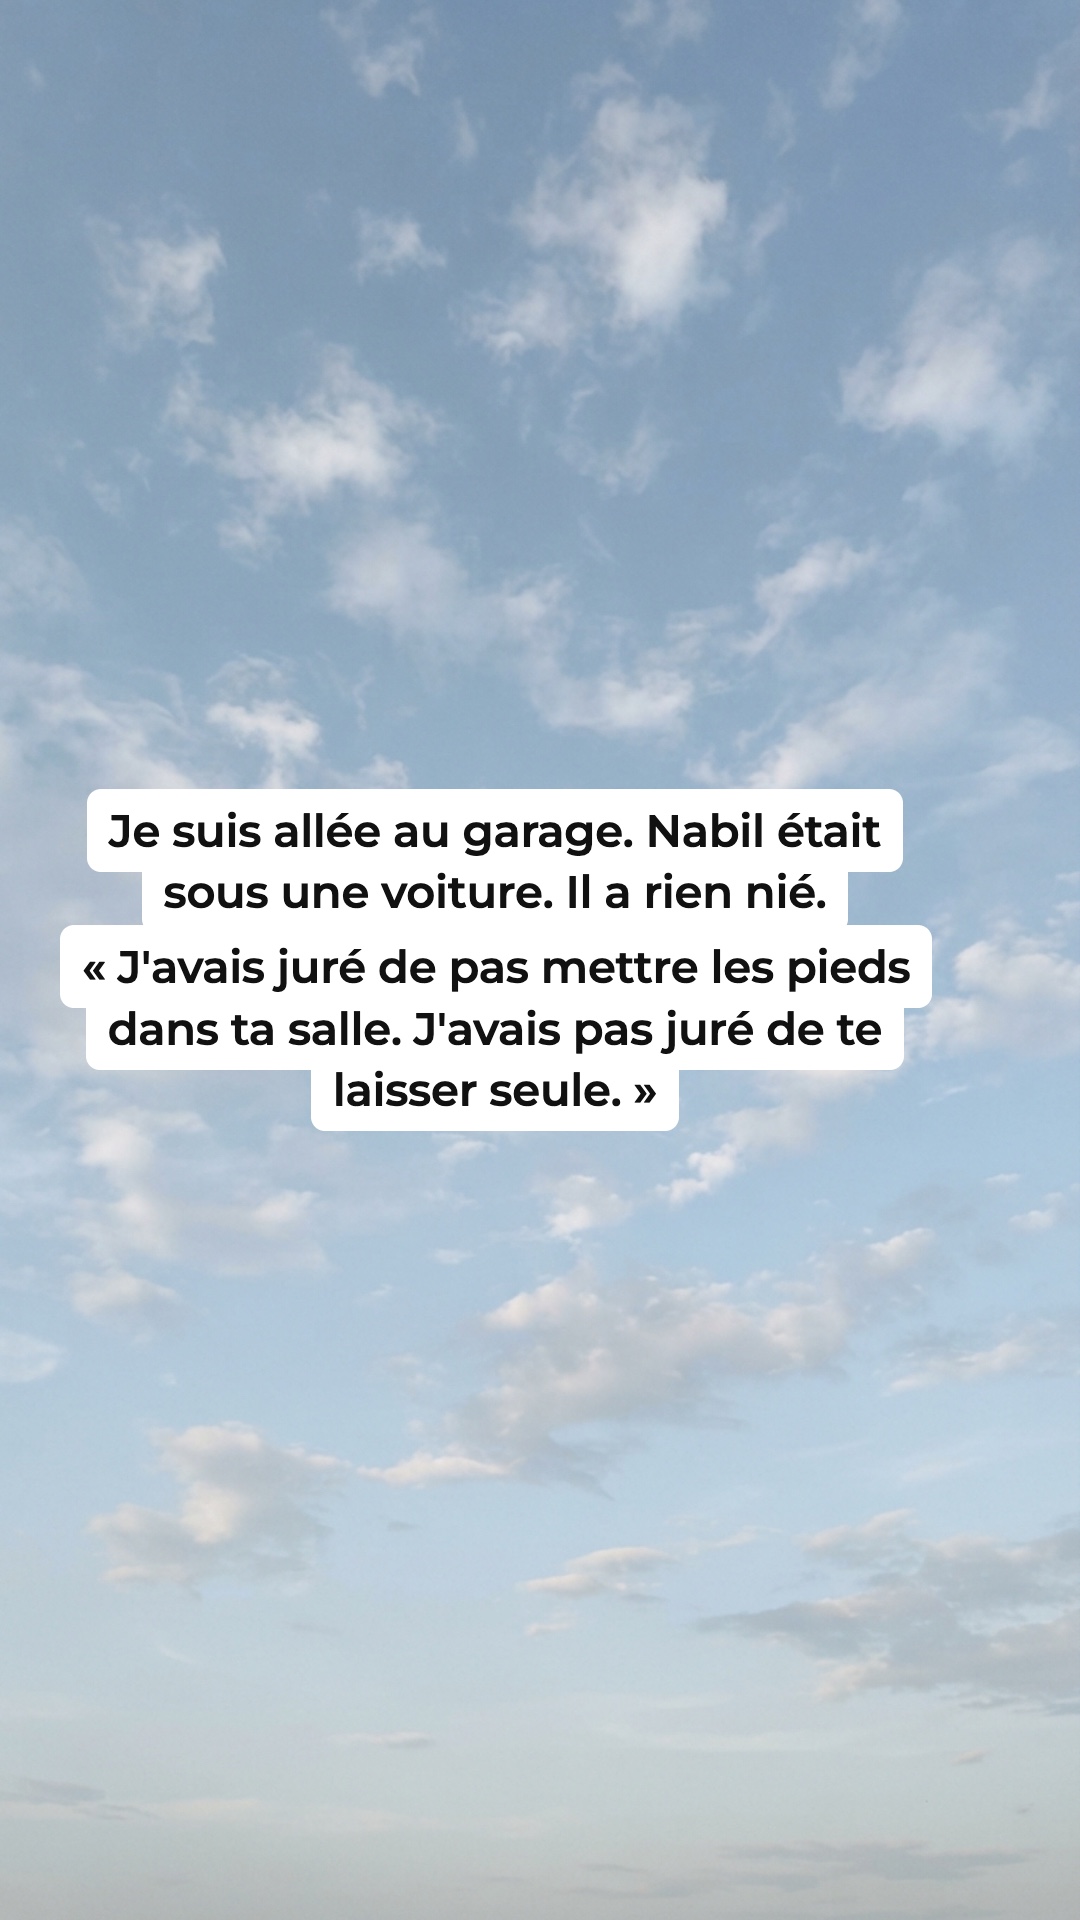 Je suis allée au garage. Nabil était
sous une voiture. Il a rien nié.
« J'avais juré de pas mettre les pieds
dans ta salle. J'avais pas juré de te
laisser seule. »